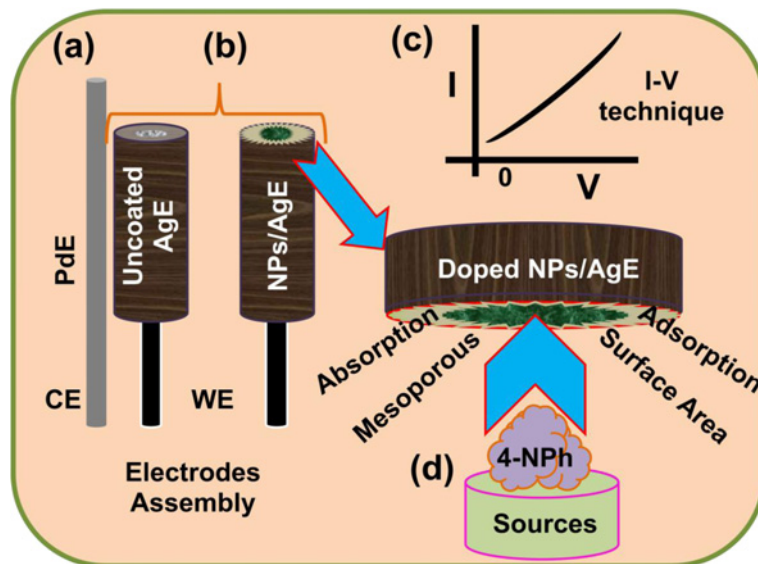 (a)
(b)
(c)
I
I-V
technique
0
V
PdE
Uncoated
AgE
NPs/AgE
CE
WE
Electrodes
Assembly
Doped NPs/AgE
Absorption
Mesoporous
Surface Area
Adsorption
(d)
4-NPh
Sources